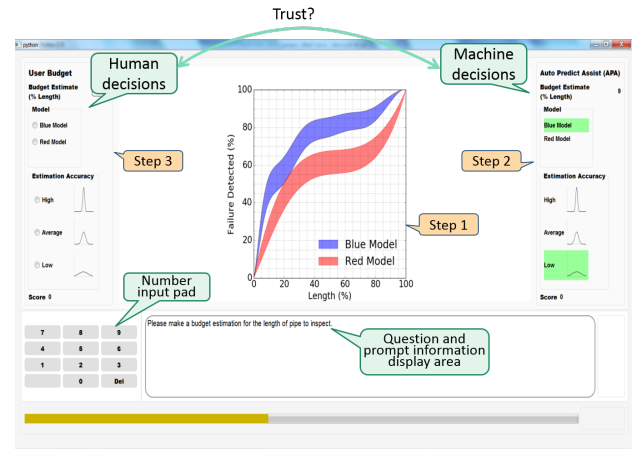 Trust?
python
User Budget
Budget Estimate
(% Length)
Model
Blue Model
Red Model
Human
decisions
Machine
decisions
Auto Predict Assist (APA)
Budget Estimate
9
(% Length)
Model
Blue Model
Red Model
Step 3
Step 2
Estimation Accuracy
High
Average
Low
Score 0
100
80
60
40
20
0
Failure Detected (%)
Blue Model
Red Model
0 20 40 60 80 100
Length (%)
Step 1
Estimation Accuracy
High
Average
Low
Score 0
Number
input pad
7 8 9
4 5 6
1 2 3
0 Del
Please make a budget estimation for the length of pipe to inspect.
Question and
prompt information
display area